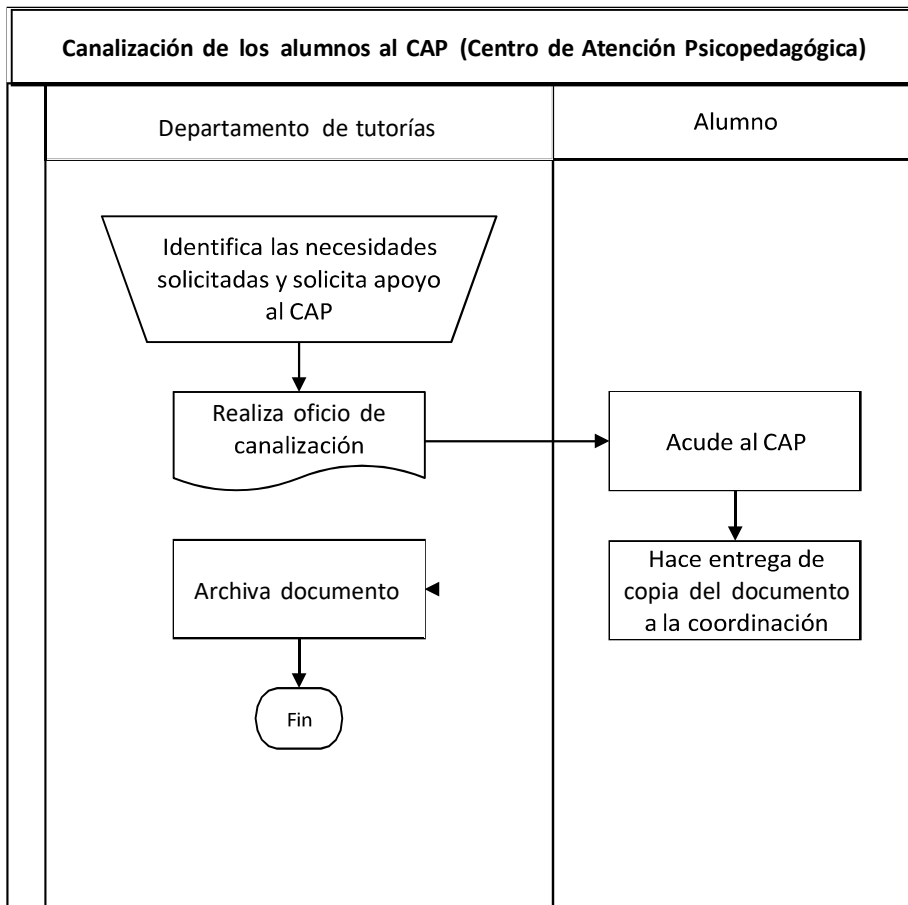 Canalización de los alumnos al CAP (Centro de Atención Psicopedagógica)
Departamento de tutorías
Alumno
Identifica las necesidades
solicitadas y solicita apoyo
al CAP
Realiza oficio de
canalización
Acude al CAP
Archiva documento
Hace entrega de
copia del documento
a la coordinación
Fin